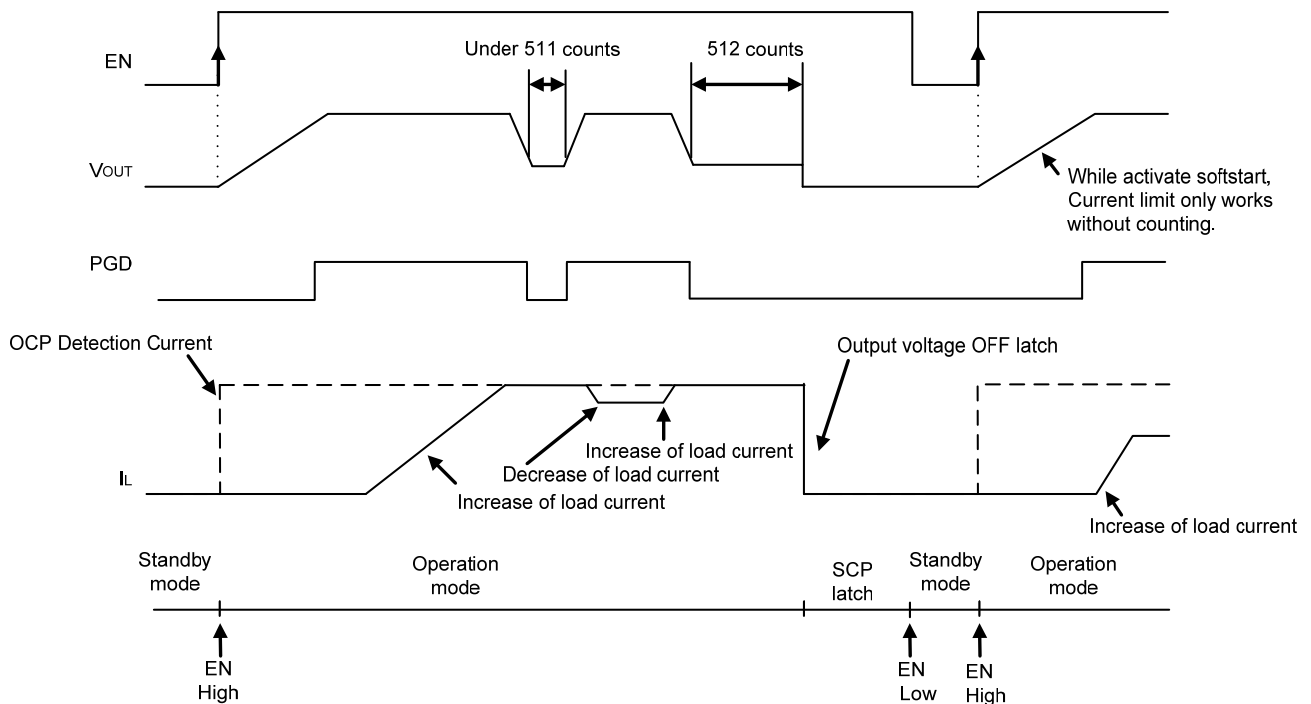 EN
Under 511 counts
512 counts
VOUT
While activate softstart,
Current limit only works
without counting.
PGD
OCP Detection Current
Output voltage OFF latch
Increase of load current
Decrease of load current
IL
Increase of load current
Increase of load current
Standby
mode
Operation
mode
SCP
latch
Standby
mode
Operation
mode
EN
High
EN
Low
EN
High